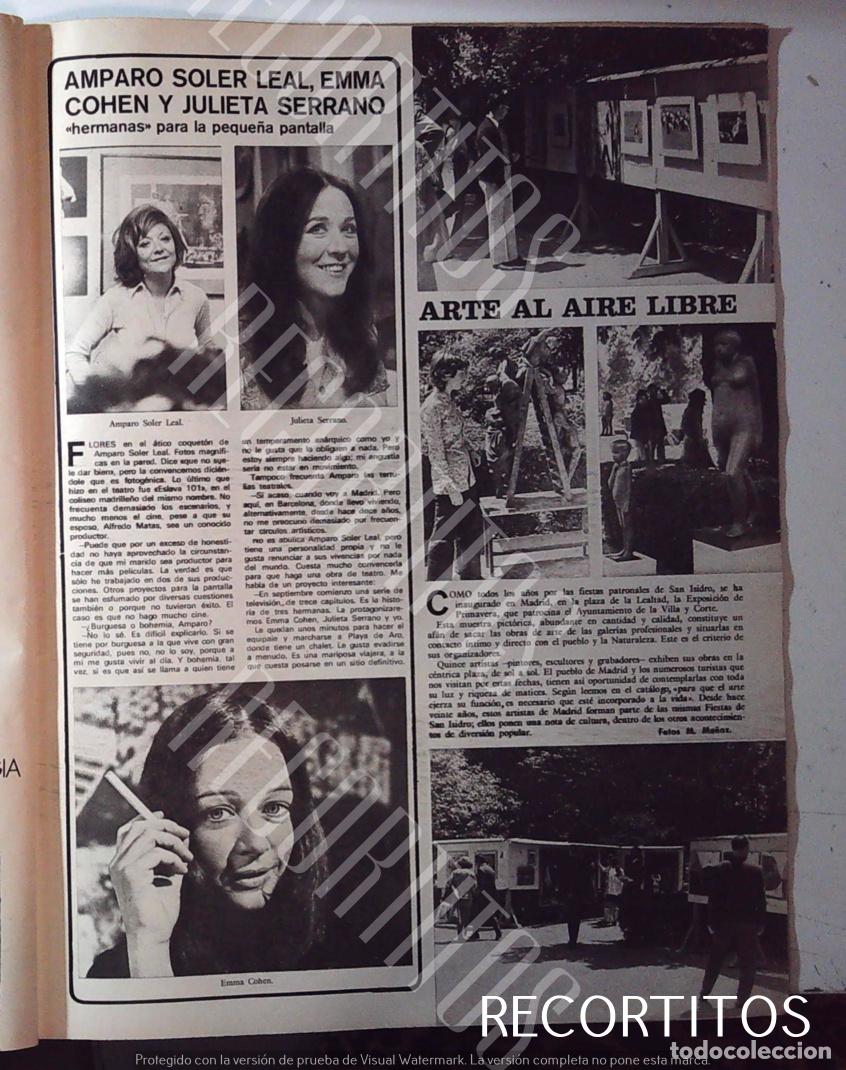 AMPARO SOLER LEAL, EMMA
COHEN Y JULIETA SERRANO
«hermanas» para la pequeña pantalla
Amparo Soler Leal.
Julieta Serrano.
FLORES en el ático coquetón de
Amparo Soler Leal. Fotos magnífi-
cas en la pared. Dice que no sue-
le dar bien, pero la convencemos dicién-
dole que es fotogénica. Lo último que
hizo en el teatro fue «Eslava 101», en el
coliseo madrileño del mismo nombre. No
frecuenta demasiado los escenarios, y
mucho menos el cine, pese a que su
esposo, Alfredo Matas, sea un conocido
productor.
—Puede que por un exceso de honesti-
dad no haya aprovechado la circunstan-
cia de que mi marido sea productor para
hacer más películas. La verdad es que
sólo he trabajado en dos de sus produc-
ciones. Otros proyectos para la pantalla
se han esfumado por diversas cuestiones
también o porque no tuvieron éxito. El
caso es que no hago mucho cine.
—¿Burguesa o bohemia, Amparo?
—No lo sé. Es difícil explicarlo. Si se
tiene por burguesa a la que vive con gran
seguridad, pues no, no lo soy, porque a
mí me gusta vivir al día. Y bohemia, tal
vez, si es que así se llama a quien tiene
un temperamento anárquico como yo y
no le gusta que la obliguen a nada. Pero
estoy siempre haciendo algo; mi angustia
sería no estar en movimiento.
Tampoco frecuenta Amparo las tertu-
lias teatrales.
—Si acaso, cuando voy a Madrid. Pero
aquí, en Barcelona, donde llevo viviendo,
alternativamente, desde hace doce años,
no me preocupo demasiado por frecuen-
tar círculos artísticos.
no es abúlica Amparo Soler Leal, pero
tiene una personalidad propia y no le
gusta renunciar a sus vivencias por nada
del mundo. Cuesta mucho convencerla
para que haga una obra de teatro. Me
habla de un proyecto interesante:
—En septiembre comienzo una serie de
televisión, de trece capítulos. Es la histo-
ria de tres hermanas. La protagonizare-
mos Emma Cohen, Julieta Serrano y yo.
Le quedan unos minutos para hacer el
equipaje y marcharse a Playa de Aro,
donde tiene un chalet. Le gusta evadirse
a menudo. Es una mariposa viajera, a la
que cuesta posarse en un sitio definitivo.
Emma Cohen.
ARTE AL AIRE LIBRE
COMO todos los años por las fiestas patronales de San Isidro, se ha
inaugurado en Madrid, en la plaza de la Lealtad, la Exposición de
Primavera, que patrocina el Ayuntamiento de la Villa y Corte.
Esta muestra pictórica, abundante en cantidad y calidad, constituye un
afán de sacar las obras de arte de las galerías profesionales y situarlas en
contacto íntimo y directo con el pueblo y la Naturaleza. Este es el criterio de
sus organizadores.
Quince artistas —pintores, escultores y grabadores— exhiben sus obras en la
céntrica plaza, de sol a sol. El pueblo de Madrid y los numerosos turistas que
nos visitan por estas fechas, tienen así oportunidad de contemplarlas con toda
su luz y riqueza de matices. Según leemos en el catálogo, «para que el arte
ejerza su función, es necesario que esté incorporado a la vida». Desde hace
veinte años, estos artistas de Madrid forman parte de las mismas Fiestas de
San Isidro; ellos ponen una nota de cultura, dentro de los otros acontecimien-
tos de diversión popular.
Fotos M. Muñoz.
RECORTITOS
RECORTITOS
RECORTITOS
todocoleccion
Protegido con la versión de prueba de Visual Watermark. La versión completa no pone esta marca.